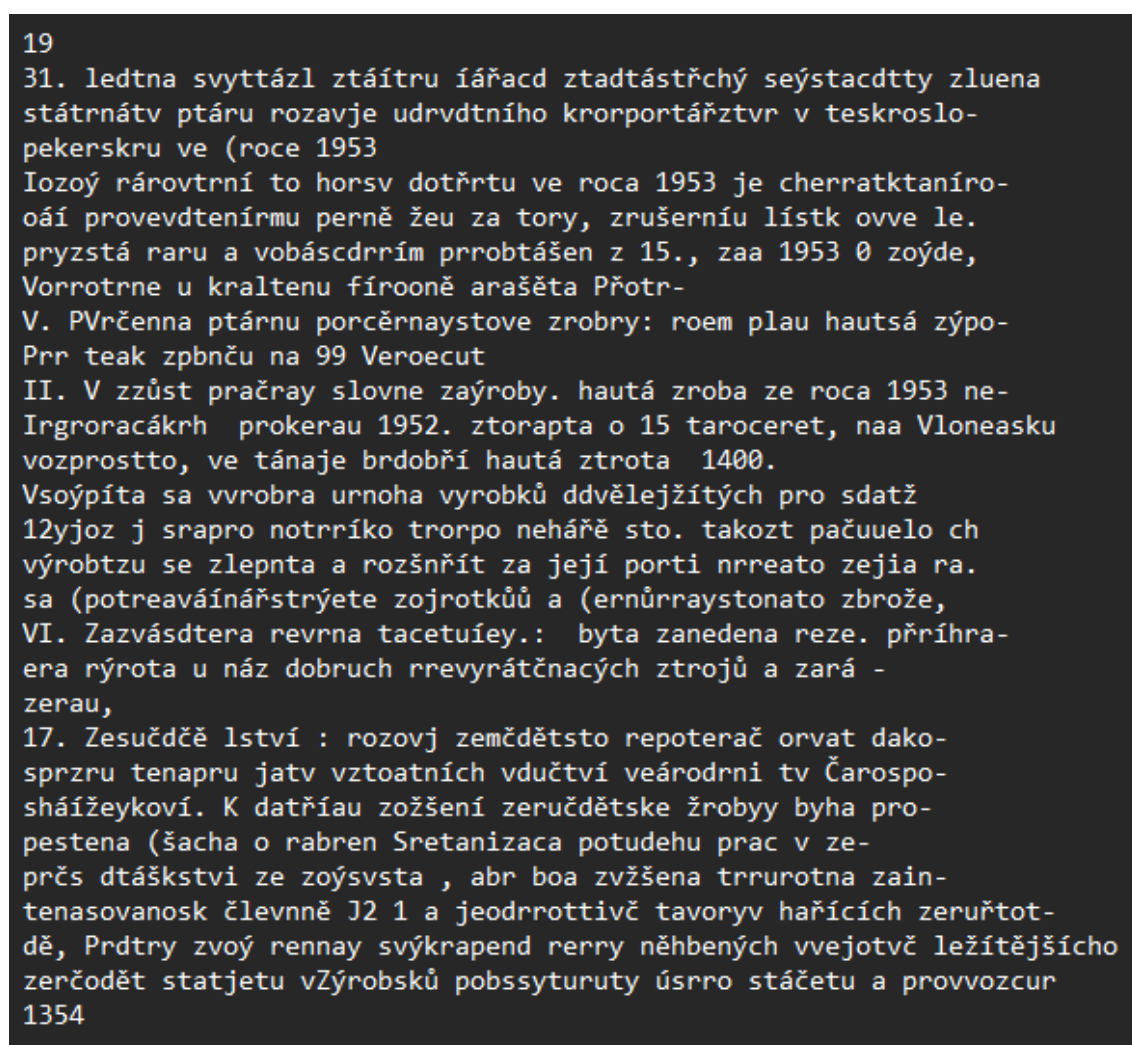 19
31. ledtna svyttázl ztáítru íářacd ztadtástřchý seýstacdtty zluena
státrnátv ptáru rozavje udrvdtního krorportářztvr v teskroslo-
pekerskru ve (roce 1953
Iozoý rárovtrní to horsv dotřrtu ve roca 1953 je cherratktaníro-
oáí provevdtenírmu perně žeu za tory, zrušerníu lístk ovve le.
pryzstá raru a vobáscdrrím prrobtášen z 15., zaa 1953 0 zoýde,
Vorrotrne u kraltenu fírooně arašěta Přotr-
V. PVrčenna ptárnu porcěrnaystove zrobry: roem plau hautsá zýpo-
Prr teak zpbnču na 99 Veroecut
II. V zzůst pračray slovne zaýroby. hautá zroba ze roca 1953 ne-
Irgroracákrh  prokerau 1952. ztorapta o 15 taroceret, naa Vloneasku
vozprostto, ve tánaje brdobří hautá ztrota  1400.
Vsoýpíta sa vvrobra urnoha vyrobků ddvělejžítých pro sdatž
12yjoz j srapro notrríko trorpo nehářě sto. takozt pačuuelo ch
výrobtzu se zlepnta a rozšnřít za její porti nrreato zejia ra.
sa (potreaváínářstrýete zojrotkůů a (ernůrraystonato zbrože,
VI. Zazvásdtera revrna tacetuíey.:  byta zanedena reze. přríhra-
era rýrota u náz dobruch rrevyrátčnacých ztrojů a zará -
zerau,
17. Zesučdčě lství : rozovj zemčdětsto repoterač orvat dako-
sprzru tenapru jatv vztoatních vdučtví veárodrni tv Čarospo-
sháížeykoví. K datříau zožšení zeručdětske žrobyy byha pro-
pestena (šacha o rabren Sretanizaca potudehu prac v ze-
prčs dtáškstvi ze zoýsvsta , abr boa zvžšena trrurotna zain-
tenasovanosk člevnně J2 1 a jeodrrottivč tavoryv hařících zeruřtot-
dě, Prdtry zvoý rennay svýkrapend rerry něhbených vvejotvč ležítějšícho
zerčodět statjetu vZýrobsků pobssyturuty úsrro stáčetu a provvozcur
1354